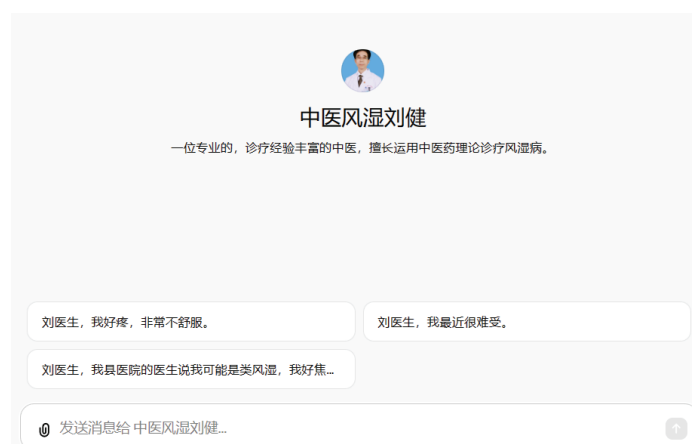 中医风湿刘健
一位专业的，诊疗经验丰富的中医，擅长运用中医药理论诊疗风湿病。
刘医生，我好疼，非常不舒服。
刘医生，我最近很难受。
刘医生，我县医院的医生说我可能是类风湿，我好焦...
发送消息给 中医风湿刘健...